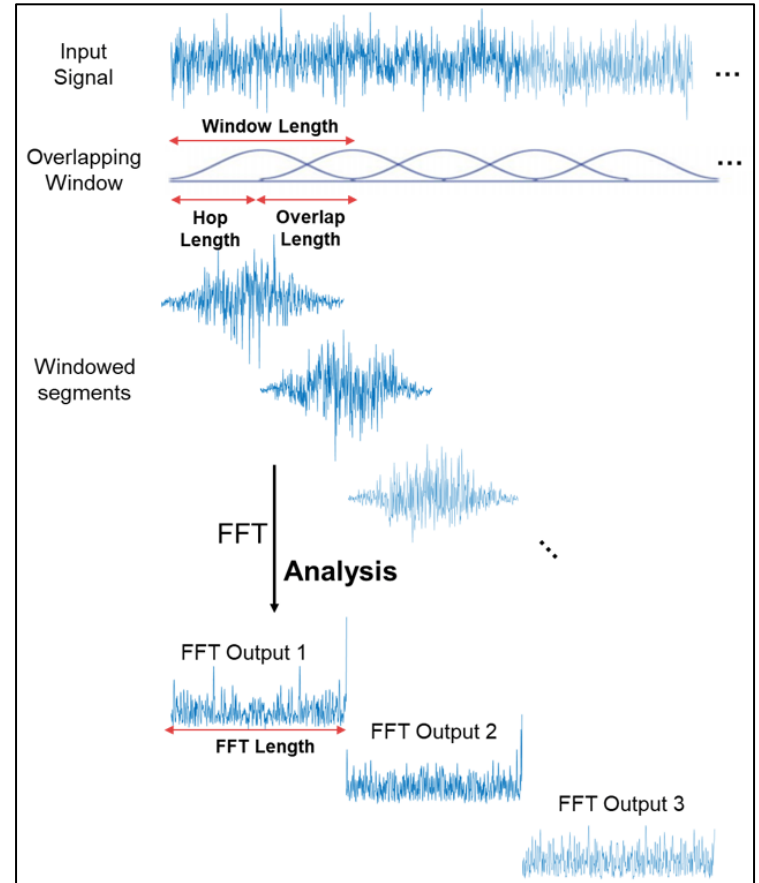 Input
Signal
...
Window Length
Overlapping
Window
...
Hop
Length
Overlap
Length
Windowed
segments
FFT
Analysis
FFT Output 1
FFT Length
FFT Output 2
FFT Output 3